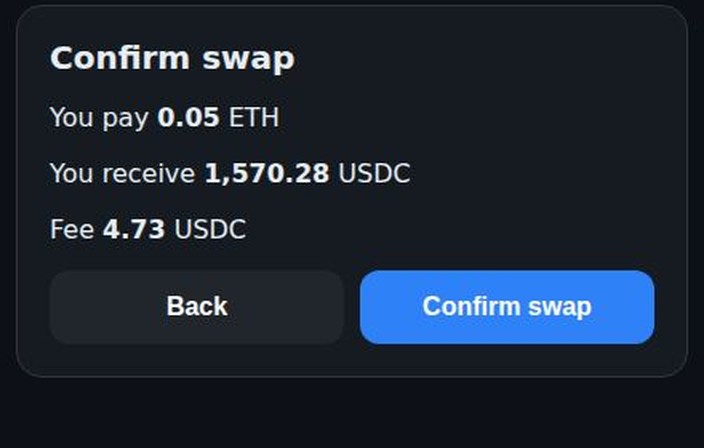 Confirm swap
You pay 0.05 ETH
You receive 1,570.28 USDC
Fee 4.73 USDC
Back
Confirm swap